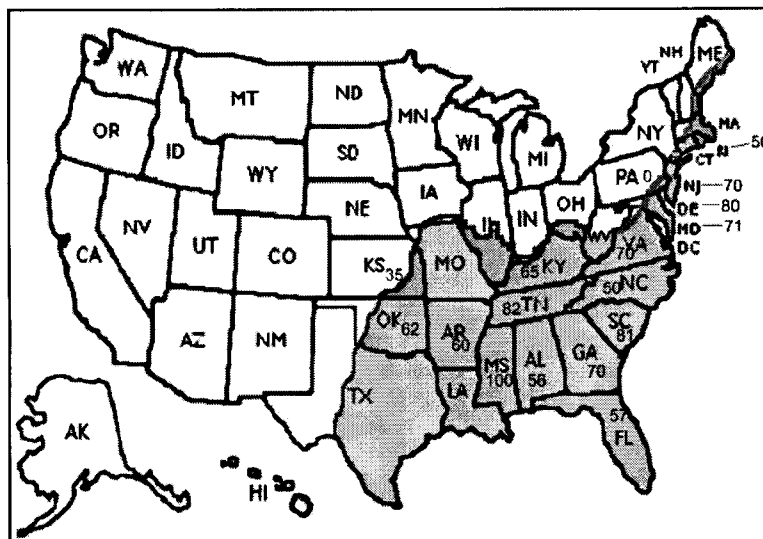 NH
ME
YT
WA
MT
ND
MN
OR
ID
WI
NY
MA
SD
MI
RI
50
WY
CT
IA
PA 0
NJ 70
NE
OH
DE 80
NV
IN
MD 71
UT
IL
WV
DC
CA
CO
70 VA
KS 35
MO
65 KY
50 NC
82 TN
OK 62
AZ
NM
AR
60
SC
81
MS
100
AL
56
GA
70
TX
LA
57
FL
AK
HI